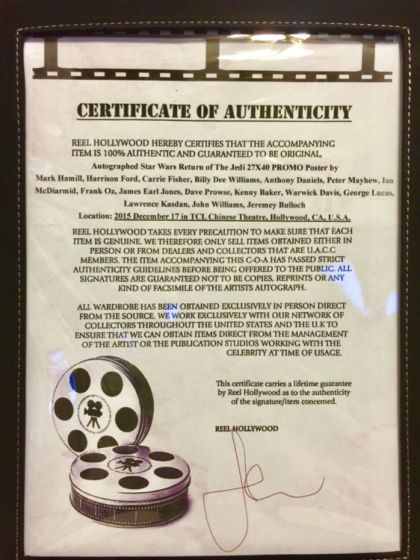 CERTIFICATE OF AUTHENTICITY
REEL HOLLYWOOD HEREBY CERTIFIES THAT THE ACCOMPANYING
ITEM IS 100% AUTHENTIC AND GUARANTEED TO BE ORIGINAL.
Autographed Star Wars Return of The Jedi 27X40 PROMO Poster by
Mark Hamill, Harrison Ford, Carrie Fisher, Billy Dee Williams, Anthony Daniels, Peter Mayhew, Ian
McDiarmid, Frank Oz, James Earl Jones, Dave Prowse, Kenny Baker, Warwick Davis, George Lucas,
Lawrence Kasdan, John Williams, Jeremey Bulloch
Location: 2015 December 17 in TCL Chinese Theatre, Hollywood, CA, U.S.A.
REEL HOLLYWOOD TAKES EVERY PRECAUTION TO MAKE SURE THAT EACH
ITEM IS GENUINE. WE THEREFORE ONLY SELL ITEMS OBTAINED EITHER IN
PERSON OR FROM DEALERS AND COLLECTORS THAT ARE U.A.C.C
MEMBERS. THE ITEM ACCOMPANYING THIS C-O-A HAS PASSED STRICT
AUTHENTICITY GUIDELINES BEFORE BEING OFFERED TO THE PUBLIC. ALL
SIGNATURES ARE GUARANTEED NOT TO BE COPIES, REPRINTS OR ANY
KIND OF FACSIMILE OF THE ARTISTS AUTOGRAPH.
ALL WARDROBE HAS BEEN OBTAINED EXCLUSIVELY IN PERSON DIRECT
FROM THE SOURCE. WE WORK EXCLUSIVELY WITH OUR NETWORK OF
COLLECTORS THROUGHOUT THE UNITED STATES AND THE U.K TO
ENSURE THAT WE CAN OBTAIN ITEMS DIRECT FROM THE MANAGEMENT
OF THE ARTIST OR THE PUBLICATION STUDIOS WORKING WITH THE
CELEBRITY AT TIME OF USAGE.
This certificate carries a lifetime guarantee
by Reel Hollywood as to the authenticity
of the signature/item concerned.
REEL HOLLYWOOD